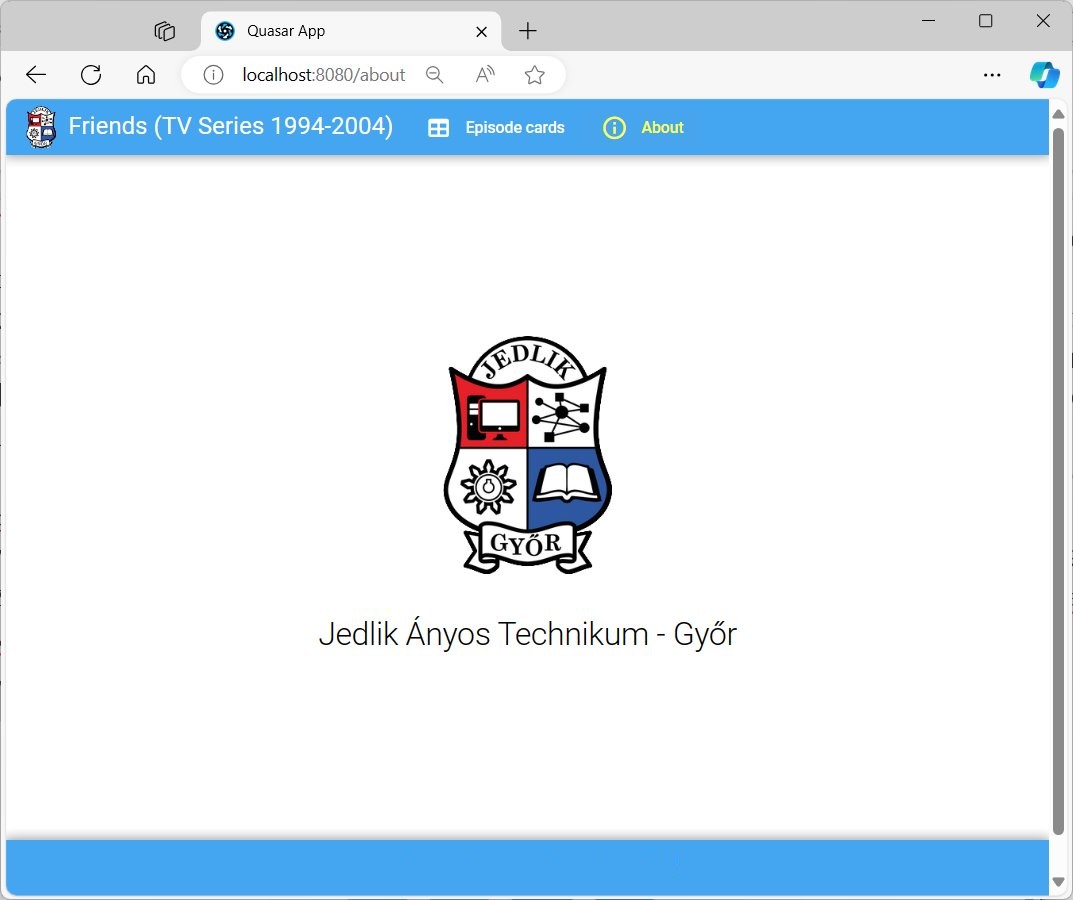 Quasar App
localhost:8080/about
Friends (TV Series 1994-2004)
Episode cards
About
JEDLIK
GYŐR
Jedlik Ányos Technikum - Győr